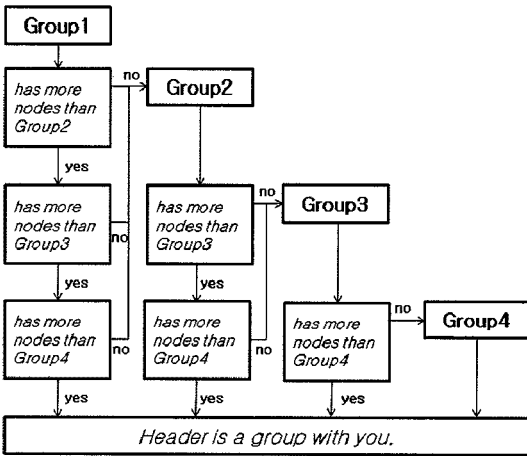 Group1
has more
nodes than
Group2
no
Group2
yes
has more
nodes than
Group3
no
has more
nodes than
Group3
no
Group3
yes
yes
has more
nodes than
Group4
no
has more
nodes than
Group4
no
has more
nodes than
Group4
no
Group4
yes
yes
yes
Header is a group with you.